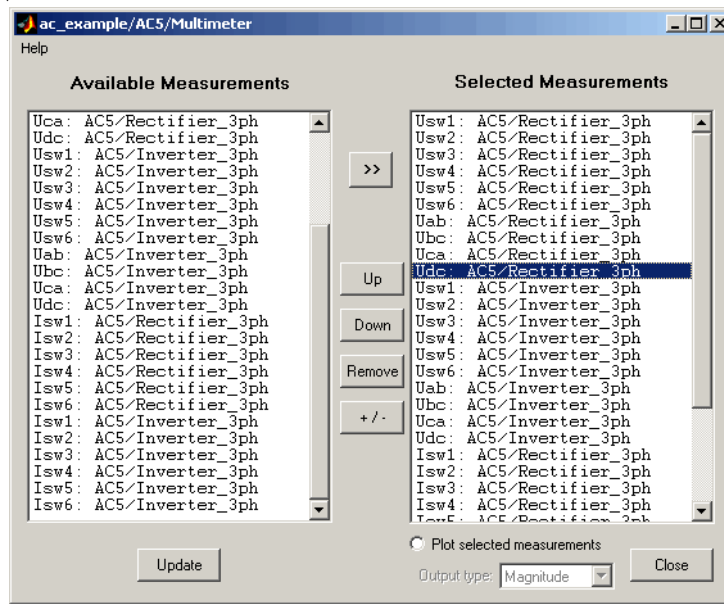 ac_example/AC5/Multimeter
Help
Available Measurements
Uca: AC5/Rectifier_3ph
Udc: AC5/Rectifier_3ph
Usw1: AC5/Inverter_3ph
Usw2: AC5/Inverter_3ph
Usw3: AC5/Inverter_3ph
Usw4: AC5/Inverter_3ph
Usw5: AC5/Inverter_3ph
Usw6: AC5/Inverter_3ph
Uab: AC5/Inverter_3ph
Ubc: AC5/Inverter_3ph
Uca: AC5/Inverter_3ph
Udc: AC5/Inverter_3ph
Isw1: AC5/Rectifier_3ph
Isw2: AC5/Rectifier_3ph
Isw3: AC5/Rectifier_3ph
Isw4: AC5/Rectifier_3ph
Isw5: AC5/Rectifier_3ph
Isw6: AC5/Rectifier_3ph
Isw1: AC5/Inverter_3ph
Isw2: AC5/Inverter_3ph
Isw3: AC5/Inverter_3ph
Isw4: AC5/Inverter_3ph
Isw5: AC5/Inverter_3ph
Isw6: AC5/Inverter_3ph
Update
>>
Up
Down
Remove
+ / -
Selected Measurements
Usw1: AC5/Rectifier_3ph
Usw2: AC5/Rectifier_3ph
Usw3: AC5/Rectifier_3ph
Usw4: AC5/Rectifier_3ph
Usw5: AC5/Rectifier_3ph
Usw6: AC5/Rectifier_3ph
Uab: AC5/Rectifier_3ph
Ubc: AC5/Rectifier_3ph
Uca: AC5/Rectifier_3ph
Udc: AC5/Rectifier_3ph
Usw1: AC5/Inverter_3ph
Usw2: AC5/Inverter_3ph
Usw3: AC5/Inverter_3ph
Usw4: AC5/Inverter_3ph
Usw5: AC5/Inverter_3ph
Usw6: AC5/Inverter_3ph
Uab: AC5/Inverter_3ph
Ubc: AC5/Inverter_3ph
Uca: AC5/Inverter_3ph
Udc: AC5/Inverter_3ph
Isw1: AC5/Rectifier_3ph
Isw2: AC5/Rectifier_3ph
Isw3: AC5/Rectifier_3ph
Isw4: AC5/Rectifier_3ph
Isw5: AC5/Rectifier_3ph
Plot selected measurements
Output type: Magnitude
Close